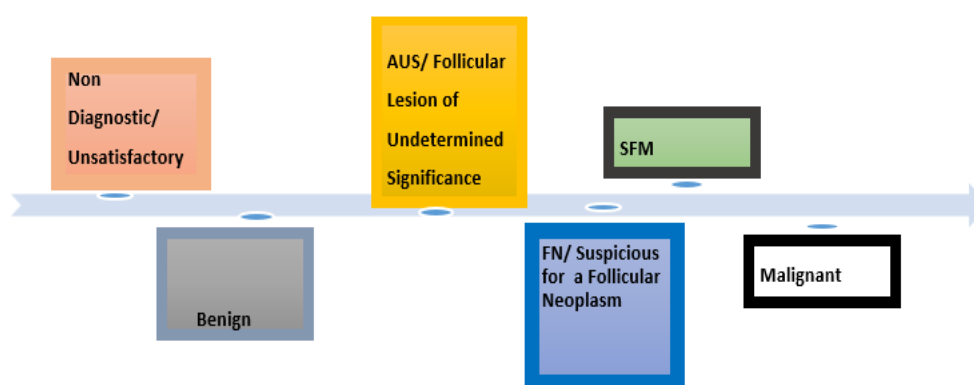 Non
Diagnostic/
Unsatisfactory
Benign
AUS/ Follicular
Lesion of
Undetermined
Significance
FN/ Suspicious
for a Follicular
Neoplasm
SFM
Malignant